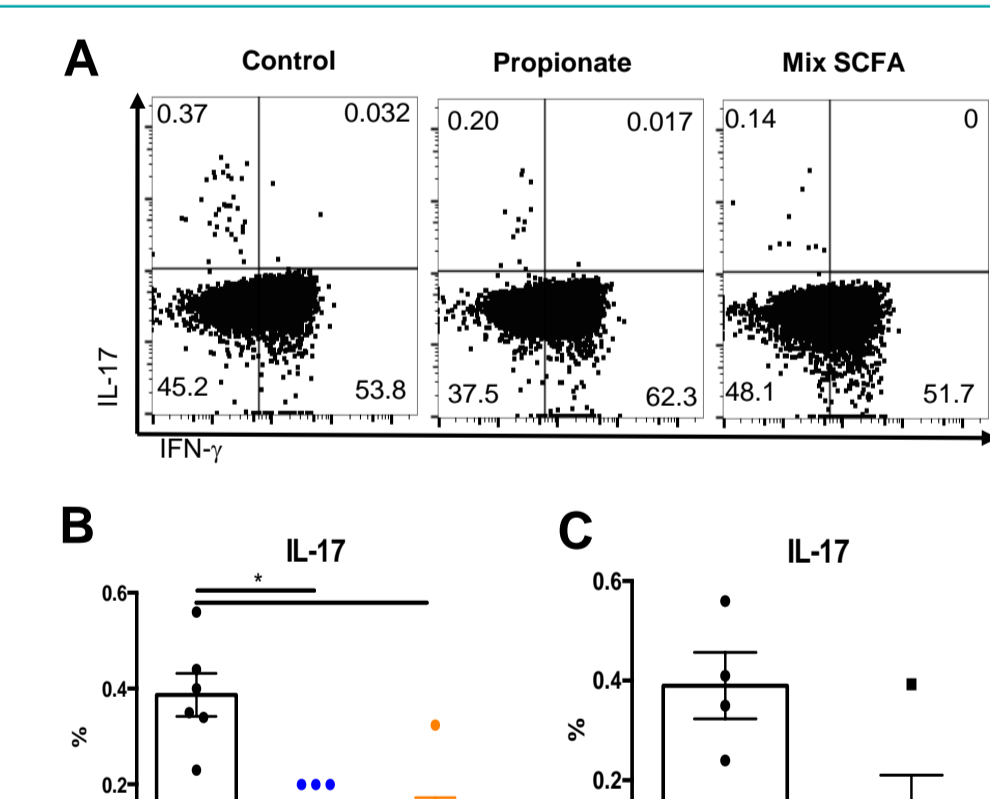 A
Control Propionate Mix SCFA
0.37 0.032 0.20 0.017 0.14 0
IL-17
45.2 53.8 37.5 62.3 48.1 51.7
IFN-γ
B C
IL-17 IL-17
*
0.6 0.6
0.4 0.4
% %
0.2 0.2